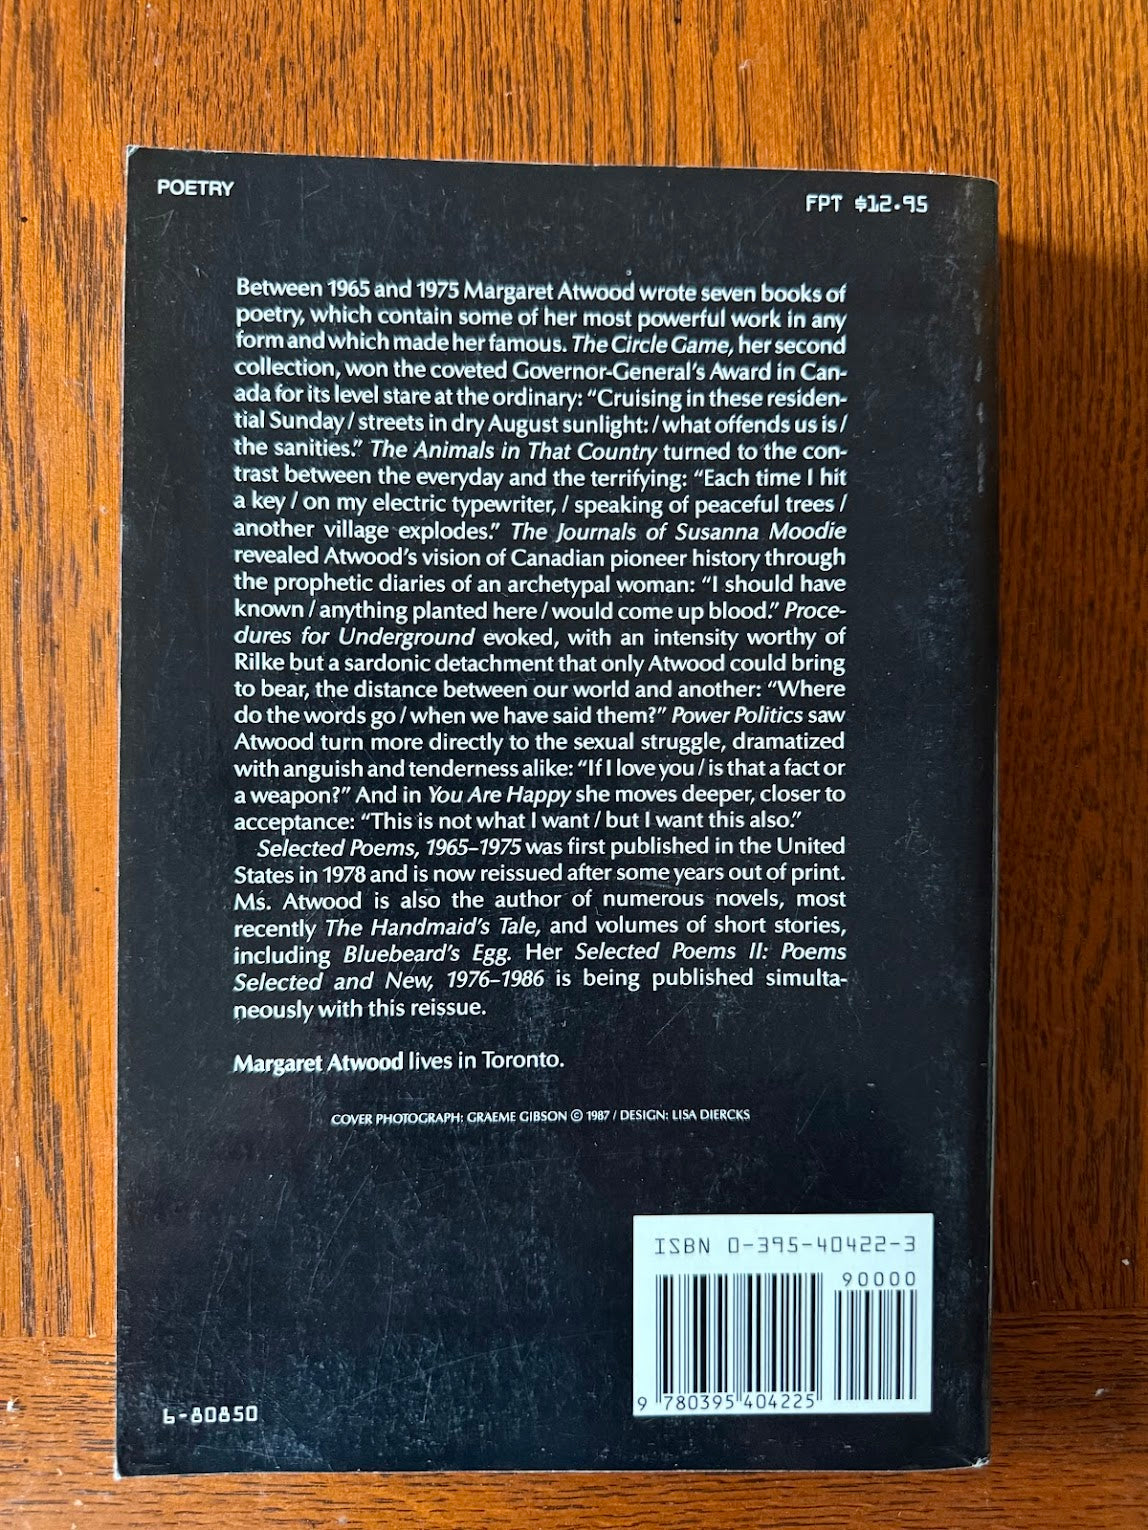 POETRY
FPT $12.95
Between 1965 and 1975 Margaret Atwood wrote seven books of
poetry, which contain some of her most powerful work in any
form and which made her famous. The Circle Game, her second
collection, won the coveted Governor-General's Award in Can-
ada for its level stare at the ordinary: “Cruising in these residen-
tial Sunday / streets in dry August sunlight: / what offends us is /
the sanities.” The Animals in That Country turned to the con-
trast between the everyday and the terrifying: “Each time I hit
a key / on my electric typewriter, / speaking of peaceful trees /
another village explodes.” The Journals of Susanna Moodie
revealed Atwood's vision of Canadian pioneer history through
the prophetic diaries of an archetypal woman: “I should have
known / anything planted here / would come up blood.” Proce-
dures for Underground evoked, with an intensity worthy of
Rilke but a sardonic detachment that only Atwood could bring
to bear, the distance between our world and another: “Where
do the words go / when we have said them?” Power Politics saw
Atwood turn more directly to the sexual struggle, dramatized
with anguish and tenderness alike: “If I love you / is that a fact or
a weapon?” And in You Are Happy she moves deeper, closer to
acceptance: “This is not what I want / but I want this also.”
Selected Poems, 1965–1975 was first published in the United
States in 1978 and is now reissued after some years out of print.
Ms. Atwood is also the author of numerous novels, most
recently The Handmaid's Tale, and volumes of short stories,
including Bluebeard's Egg. Her Selected Poems II: Poems
Selected and New, 1976–1986 is being published simulta-
neously with this reissue.
Margaret Atwood lives in Toronto.
COVER PHOTOGRAPH: GRAEME GIBSON © 1987 / DESIGN: LISA DIERCKS
ISBN 0-395-40422-3
90000
9 780395 404225
6-80850